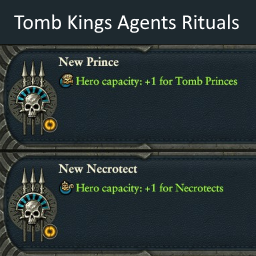 Tomb Kings Agents Rituals
New Prince
Hero capacity: +1 for Tomb Princes
New Necrotect
Hero capacity: +1 for Necrotects